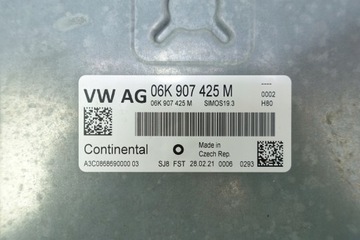 VW AG 06K 907 425 M ----
06K 907 425 M SIMOS19.3 0002
H80
Continental Made in
Czech Rep.
A3C0868690000 03 SJ8 FST 28.02.21 0006 0293